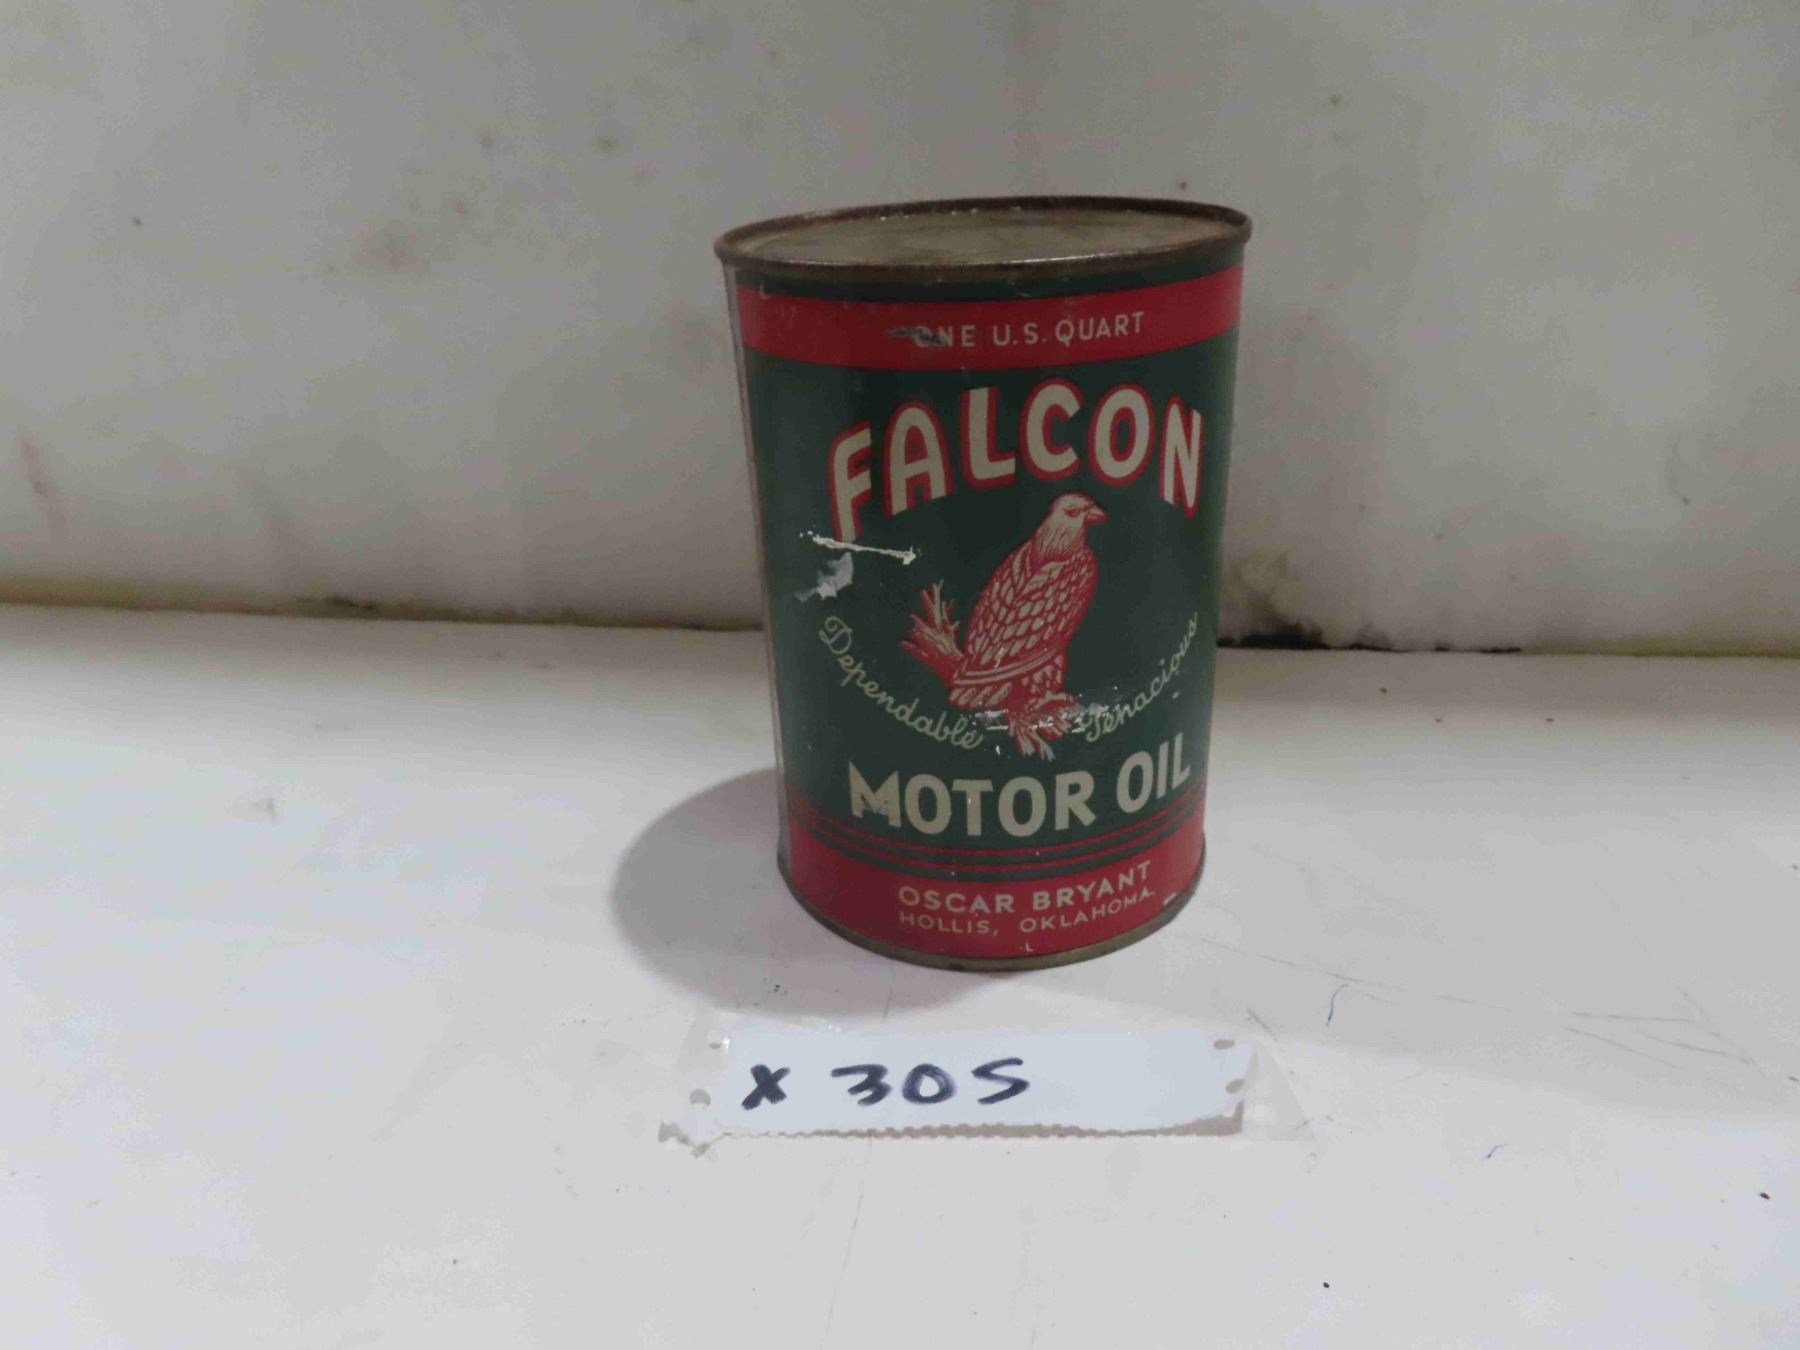 ONE U.S. QUART
FALCON
Dependable Tenacious
MOTOR OIL
OSCAR BRYANT
HOLLIS, OKLAHOMA
X 305